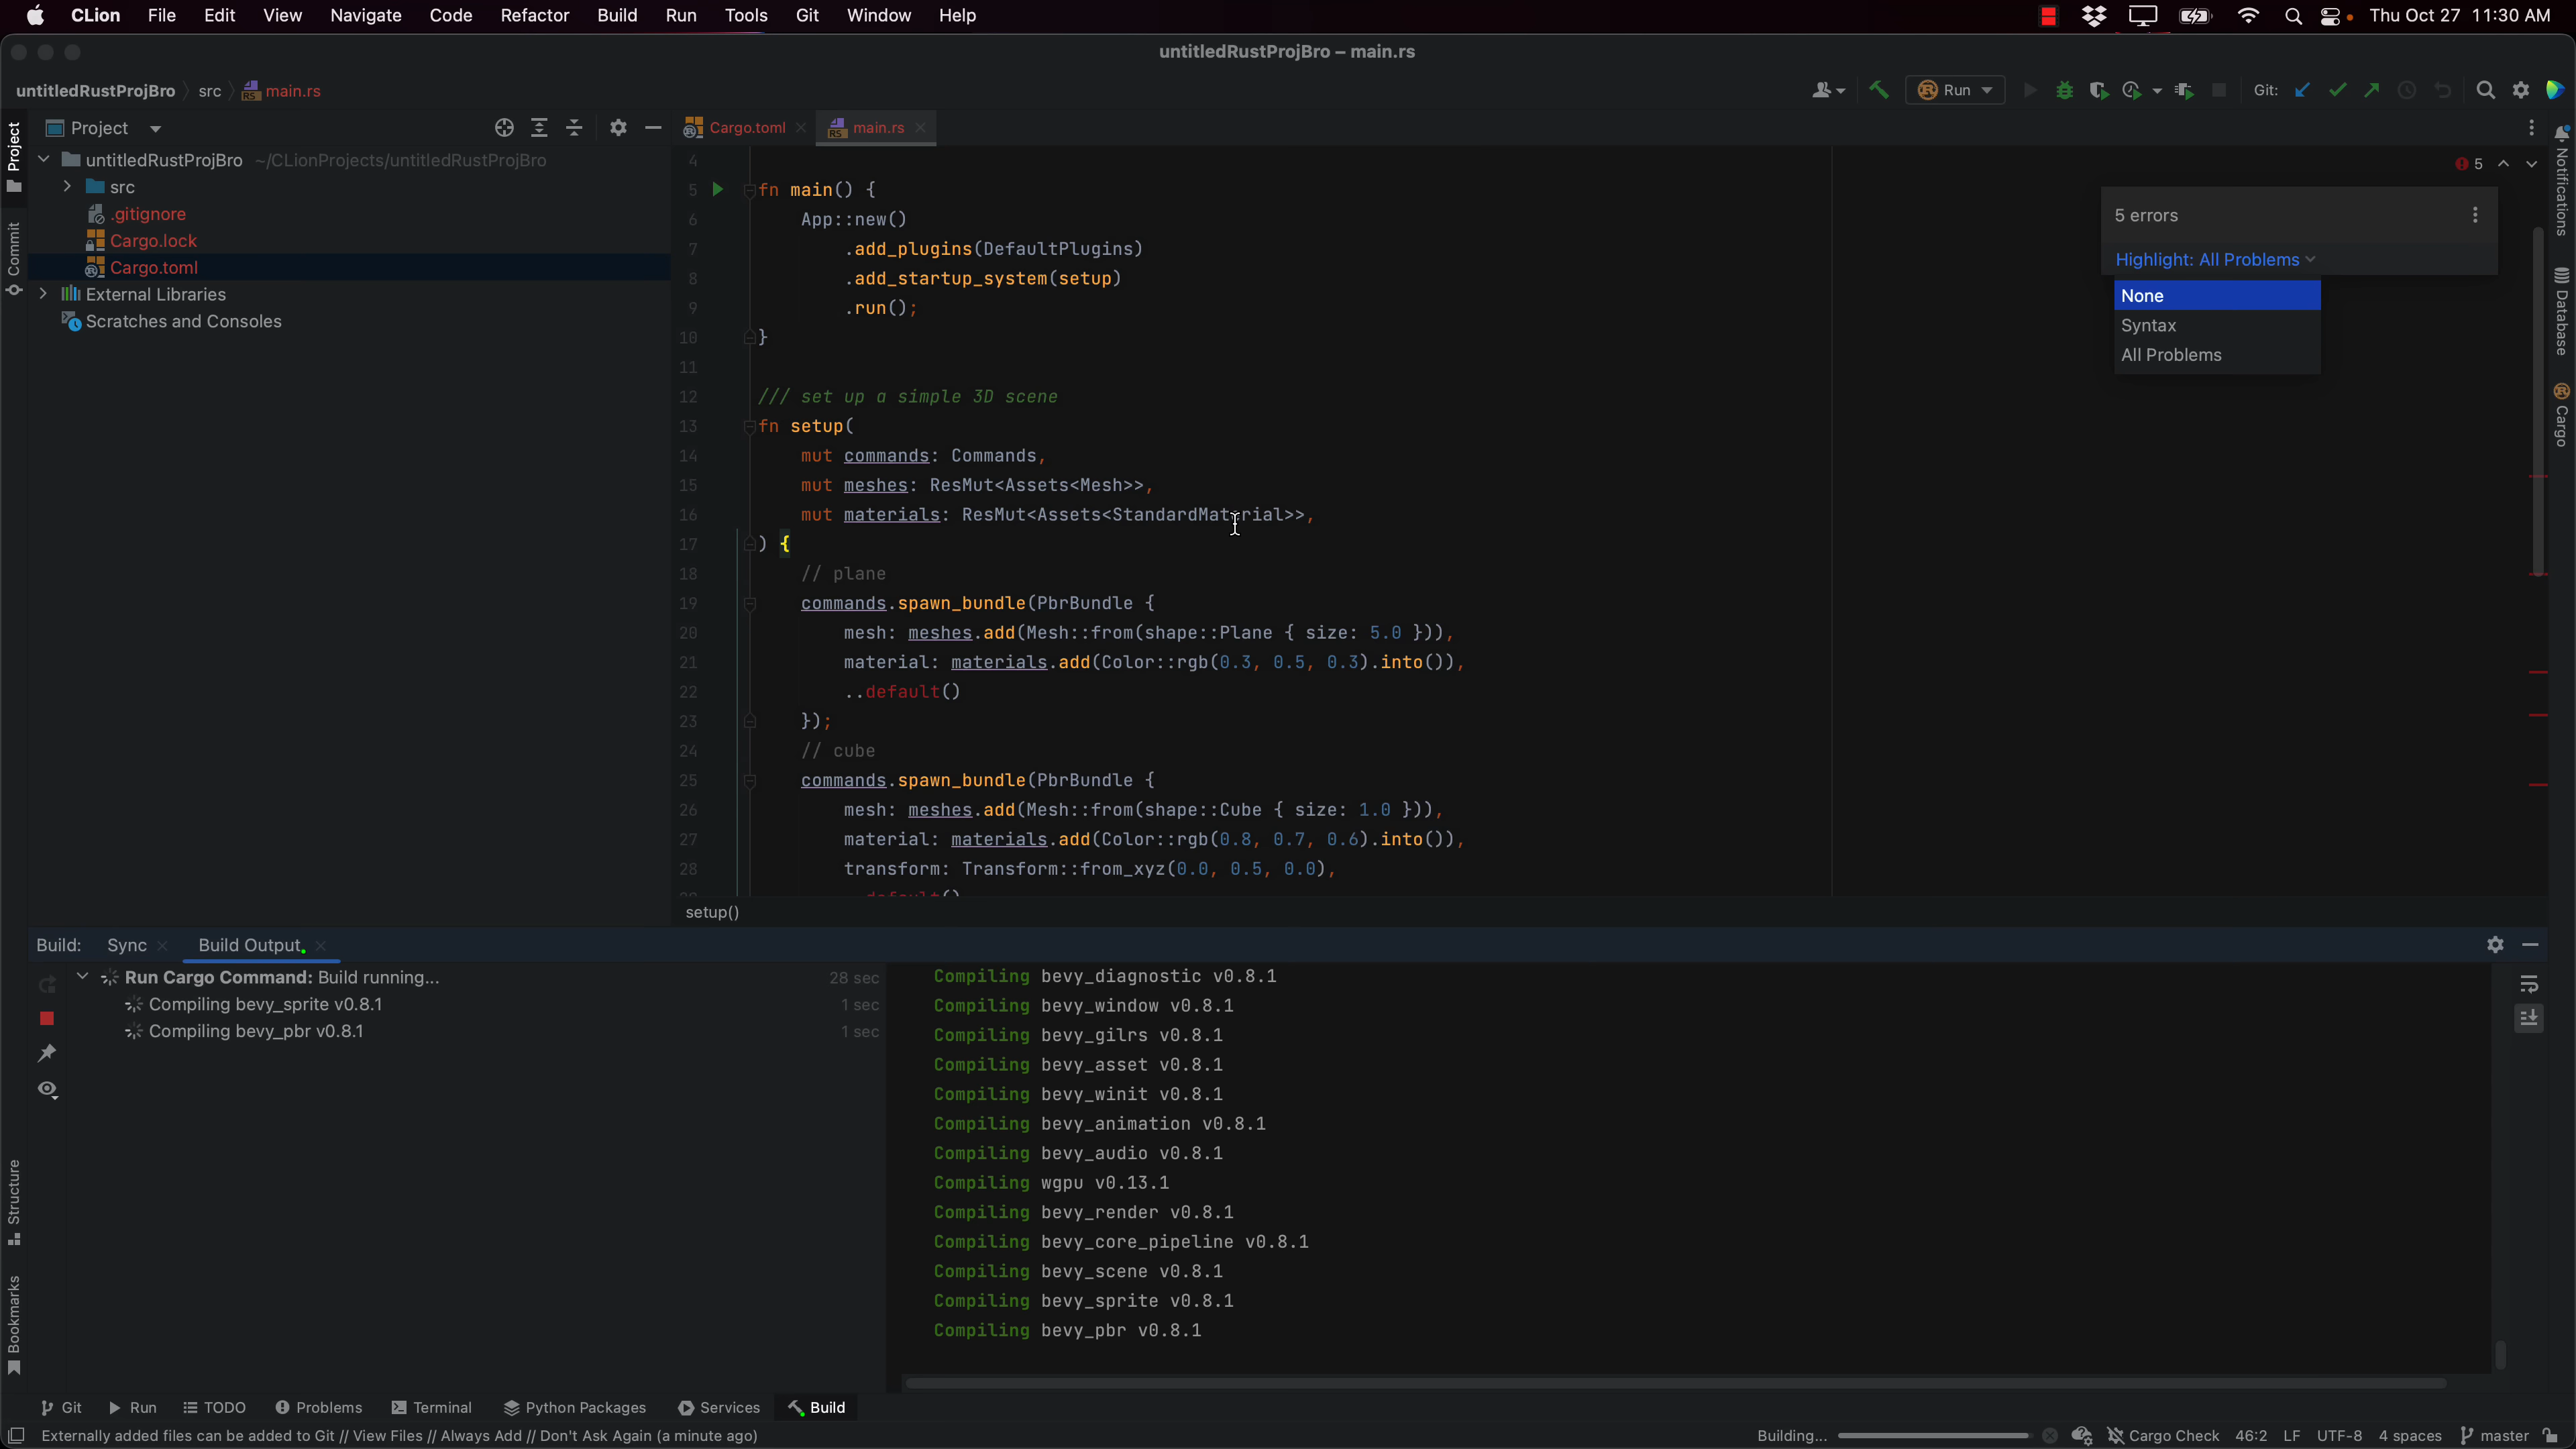 CLion File Edit View Navigate Code Refactor Build Run Tools Git Window Help
Thu Oct 27 11:30 AM
untitledRustProjBro – main.rs
untitledRustProjBro src main.rs
Run Git:
Project
Cargo.toml main.rs
untitledRustProjBro ~/CLionProjects/untitledRustProjBro
src
.gitignore
Cargo.lock
Cargo.toml
External Libraries
Scratches and Consoles
Project
Commit
Structure
Bookmarks
4
5 fn main() {
6 App::new()
7 .add_plugins(DefaultPlugins)
8 .add_startup_system(setup)
9 .run();
10 }
11
12 /// set up a simple 3D scene
13 fn setup(
14 mut commands: Commands,
15 mut meshes: ResMut<Assets<Mesh>>,
16 mut materials: ResMut<Assets<StandardMaterial>>,
17 ) {
18 // plane
19 commands.spawn_bundle(PbrBundle {
20 mesh: meshes.add(Mesh::from(shape::Plane { size: 5.0 })),
21 material: materials.add(Color::rgb(0.3, 0.5, 0.3).into()),
22 ..default()
23 });
24 // cube
25 commands.spawn_bundle(PbrBundle {
26 mesh: meshes.add(Mesh::from(shape::Cube { size: 1.0 })),
27 material: materials.add(Color::rgb(0.8, 0.7, 0.6).into()),
28 transform: Transform::from_xyz(0.0, 0.5, 0.0),
5
5 errors
Highlight: All Problems
None
Syntax
All Problems
Notifications
Database
Cargo
setup()
Build: Sync Build Output
Run Cargo Command: Build running... 28 sec
Compiling bevy_sprite v0.8.1 1 sec
Compiling bevy_pbr v0.8.1 1 sec
Compiling bevy_diagnostic v0.8.1
Compiling bevy_window v0.8.1
Compiling bevy_gilrs v0.8.1
Compiling bevy_asset v0.8.1
Compiling bevy_winit v0.8.1
Compiling bevy_animation v0.8.1
Compiling bevy_audio v0.8.1
Compiling wgpu v0.13.1
Compiling bevy_render v0.8.1
Compiling bevy_core_pipeline v0.8.1
Compiling bevy_scene v0.8.1
Compiling bevy_sprite v0.8.1
Compiling bevy_pbr v0.8.1
Git Run TODO Problems Terminal Python Packages Services Build
Externally added files can be added to Git // View Files // Always Add // Don't Ask Again (a minute ago)
Building... Cargo Check 46:2 LF UTF-8 4 spaces master